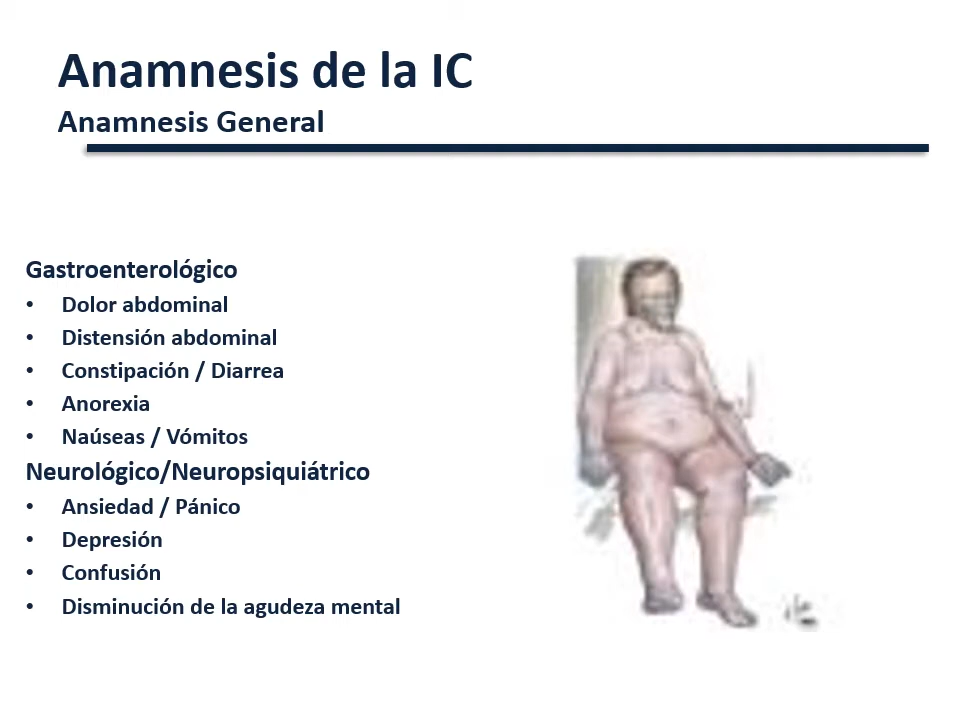 Anamnesis de la IC
Anamnesis General
Gastroenterológico
• Dolor abdominal
• Distensión abdominal
• Constipación / Diarrea
• Anorexia
• Naúseas / Vómitos
Neurológico/Neuropsiquiátrico
• Ansiedad / Pánico
• Depresión
• Confusión
• Disminución de la agudeza mental